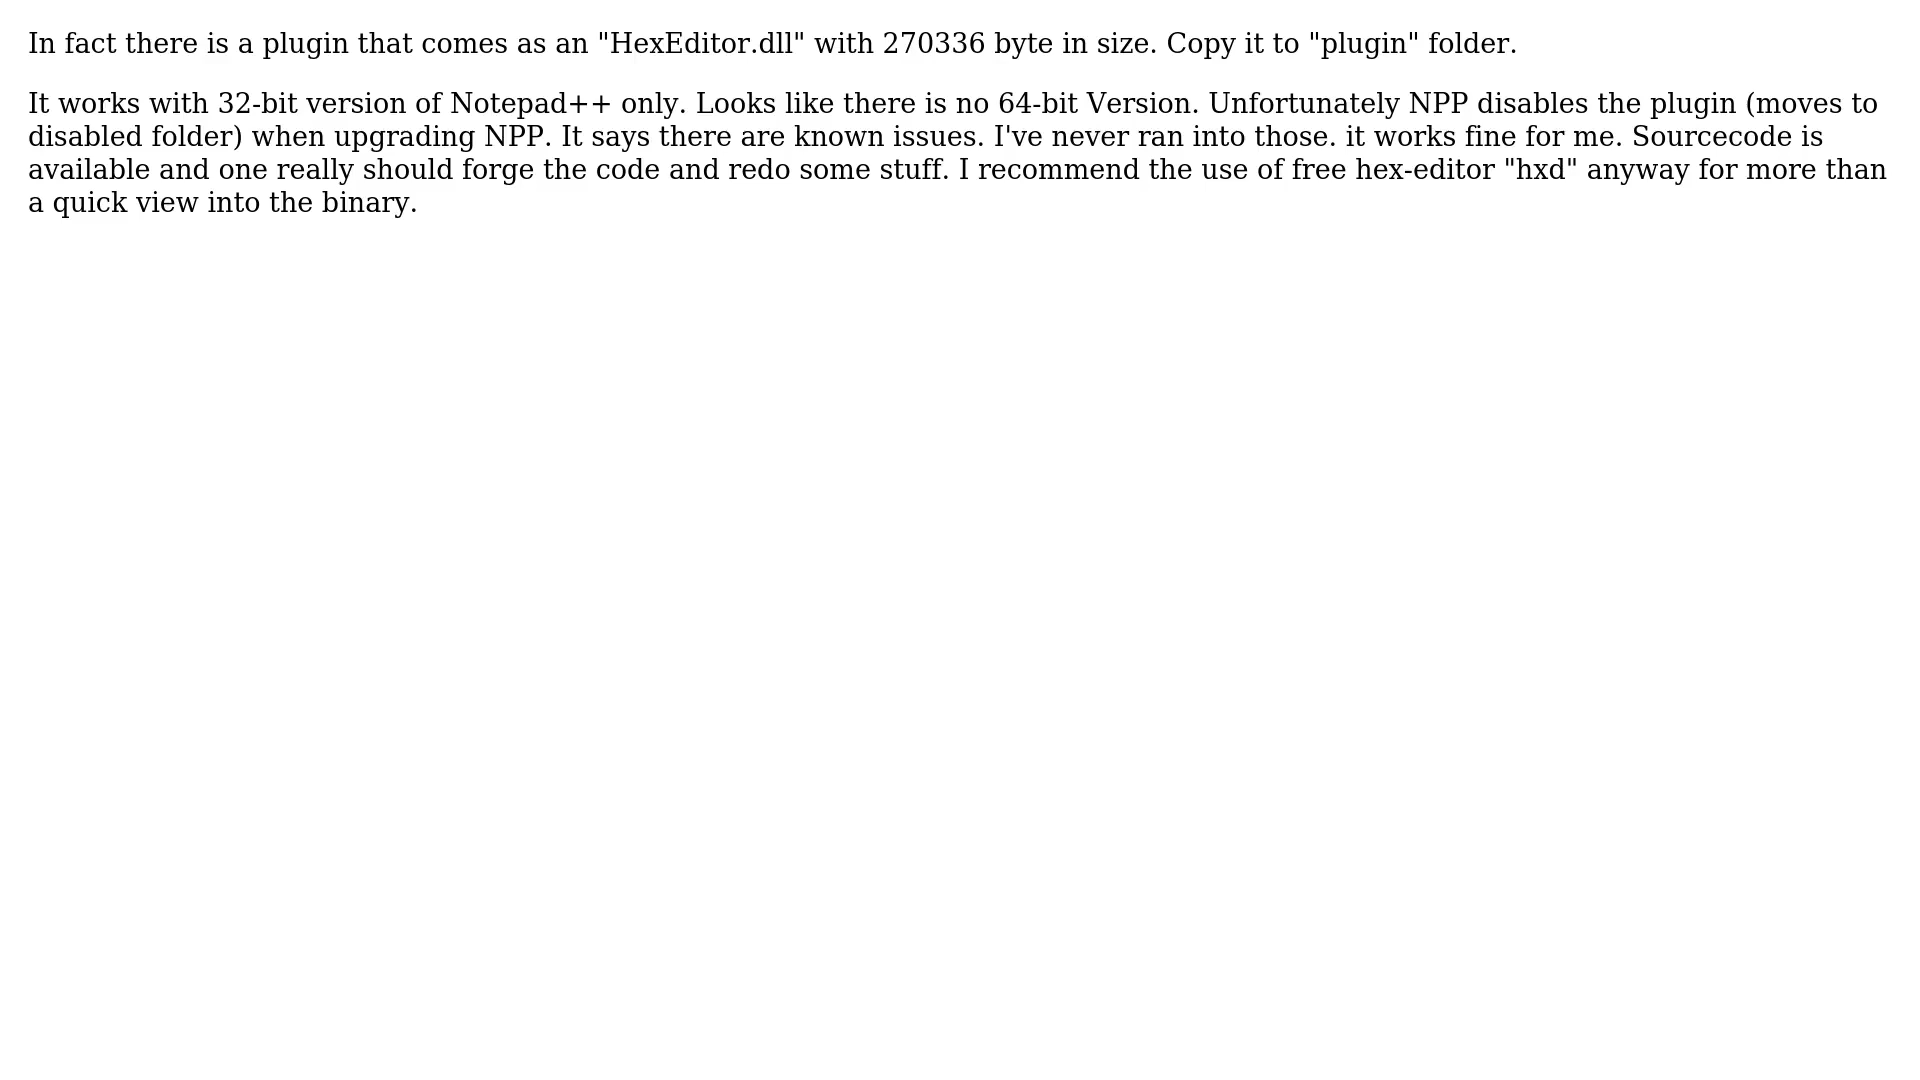 In fact there is a plugin that comes as an "HexEditor.dll" with 270336 byte in size. Copy it to "plugin" folder.
It works with 32-bit version of Notepad++ only. Looks like there is no 64-bit Version. Unfortunately NPP disables the plugin (moves to
disabled folder) when upgrading NPP. It says there are known issues. I've never ran into those. it works fine for me. Sourcecode is
available and one really should forge the code and redo some stuff. I recommend the use of free hex-editor "hxd" anyway for more than
a quick view into the binary.